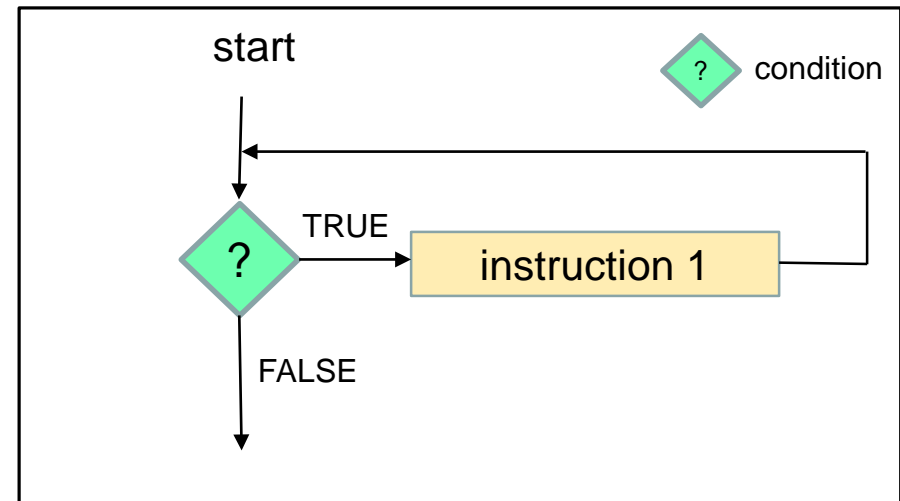 start
?
condition
?
TRUE
instruction 1
FALSE